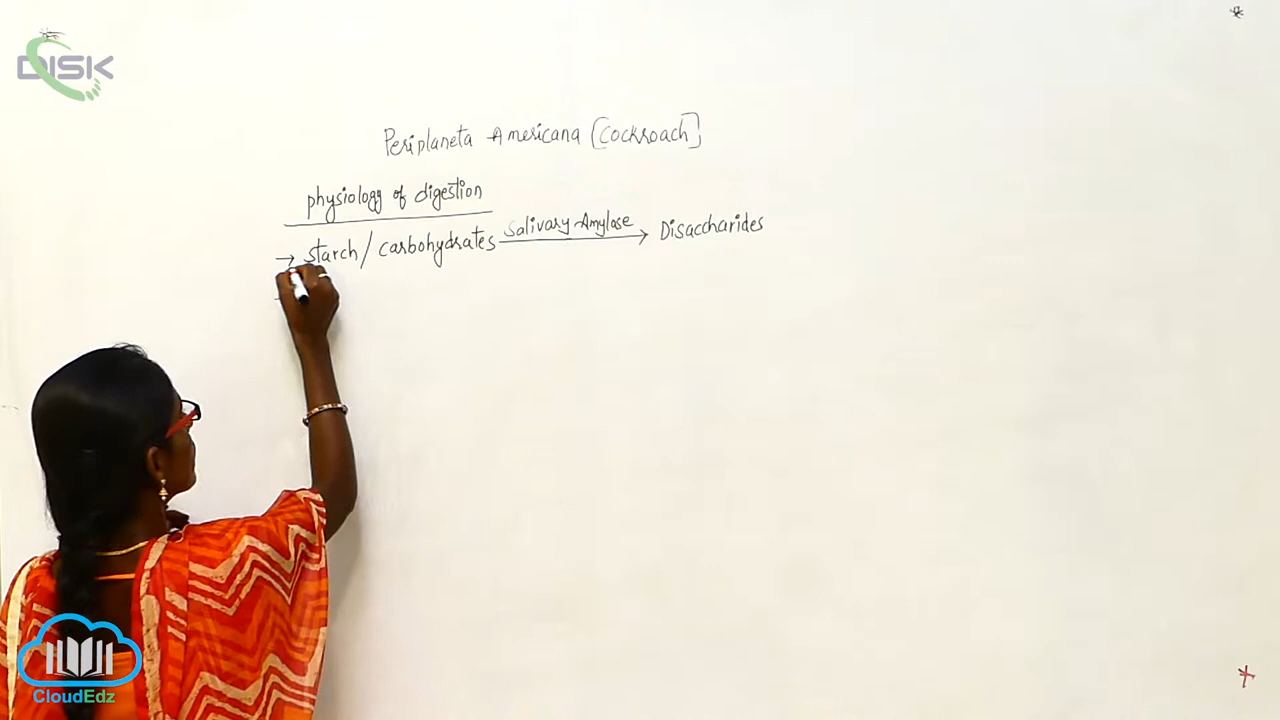 DISK
Periplaneta Americana [Cockroach]
physiology of digestion
→ starch / carbohydrates Salivary Amylase → Disaccharides
CloudEdz